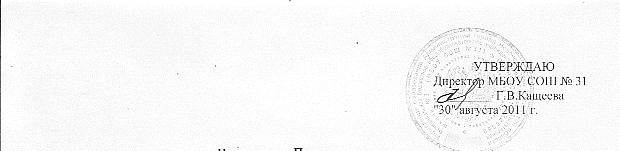 УТВЕРЖДАЮ
Директор МБОУ СОШ № 31
Г.В.Кащеева
"30" августа 2011 г.